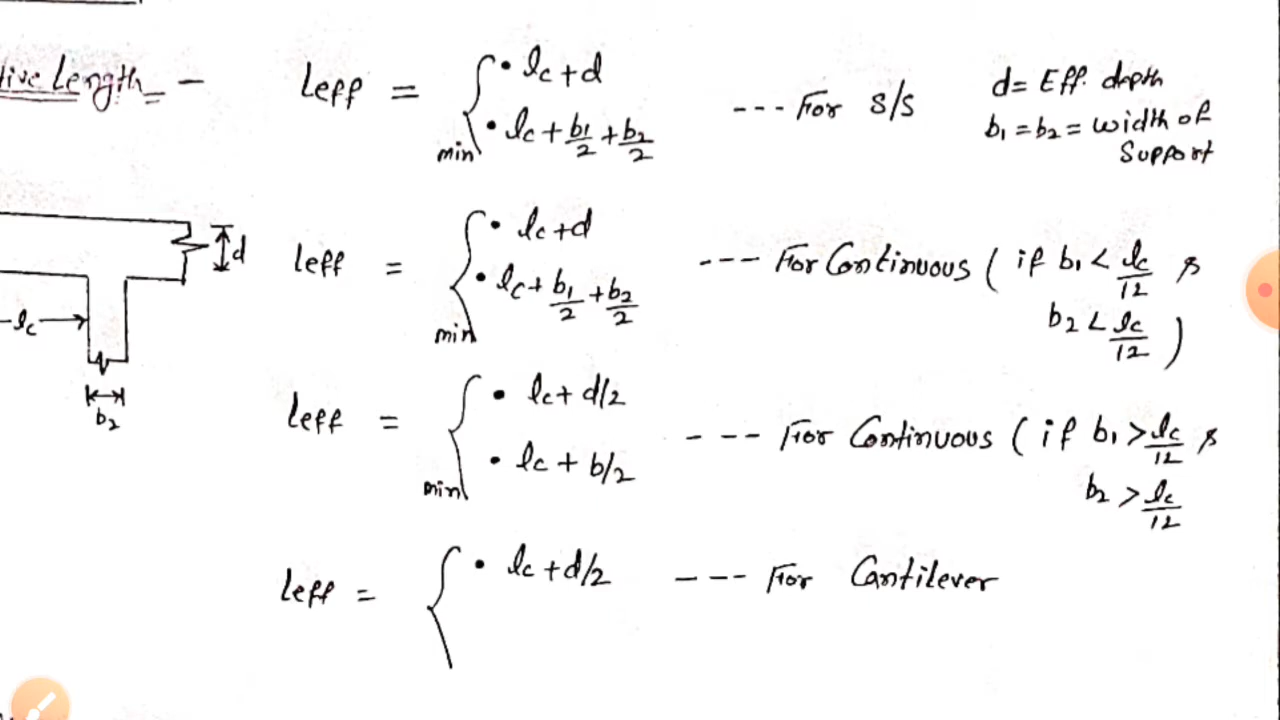 tive Length - leff = { • lc + d
• lc + b1/2 + b2/2 --- For S/S
min
d = Eff. depth
b1 = b2 = width of
Support
d
leff = { • lc + d
• lc + b1/2 + b2/2 --- For Continuous ( if b1 < lc/12 &
b2 < lc/12 )
min
lc
b2
leff = { • lc + d/2
• lc + b/2 --- For Continuous ( if b1 > lc/12 &
b2 > lc/12
min
leff = { • lc + d/2 --- For Cantilever